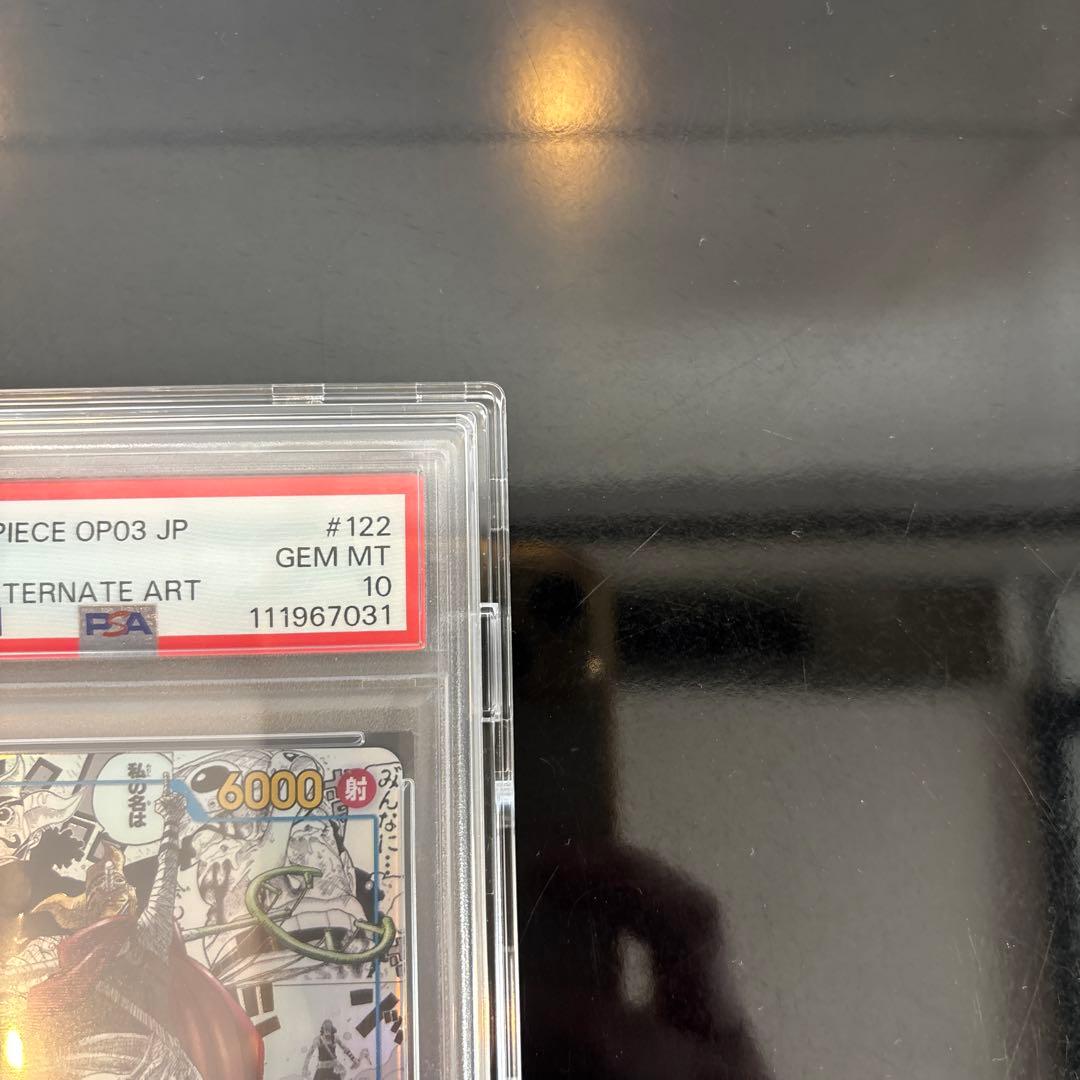 PIECE OP03 JP #122
GEM MT
TERNATE ART 10
PSA 111967031
6000 射
私の名は
みんなに…